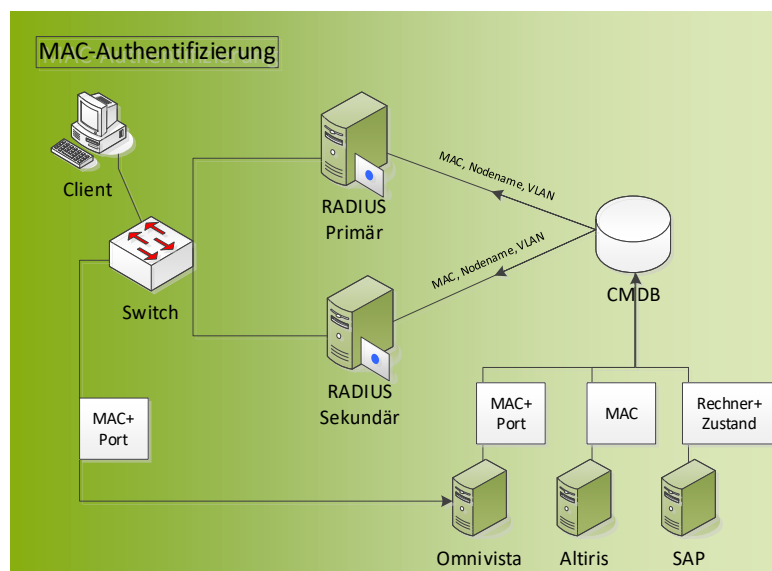 MAC-Authentifizierung
Client
Switch
RADIUS
Primär
RADIUS
Sekundär
MAC, Nodename, VLAN
MAC, Nodename, VLAN
CMDB
MAC+
Port
MAC+
Port
MAC
Rechner+
Zustand
Omnivista
Altiris
SAP